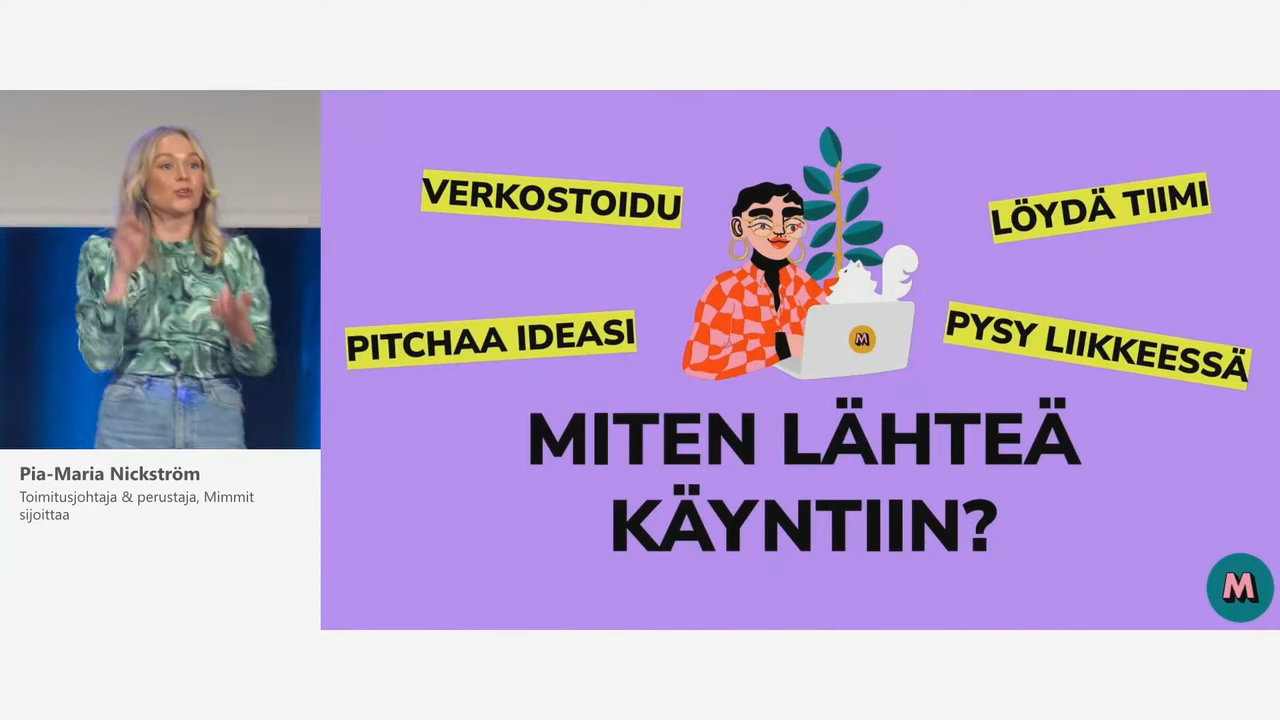 VERKOSTOIDU
LÖYDÄ TIIMI
PITCHAA IDEASI
PYSY LIIKKEESSÄ
M
MITEN LÄHTEÄ
KÄYNTIIN?
M
Pia-Maria Nickström
Toimitusjohtaja & perustaja, Mimmit
sijoittaa